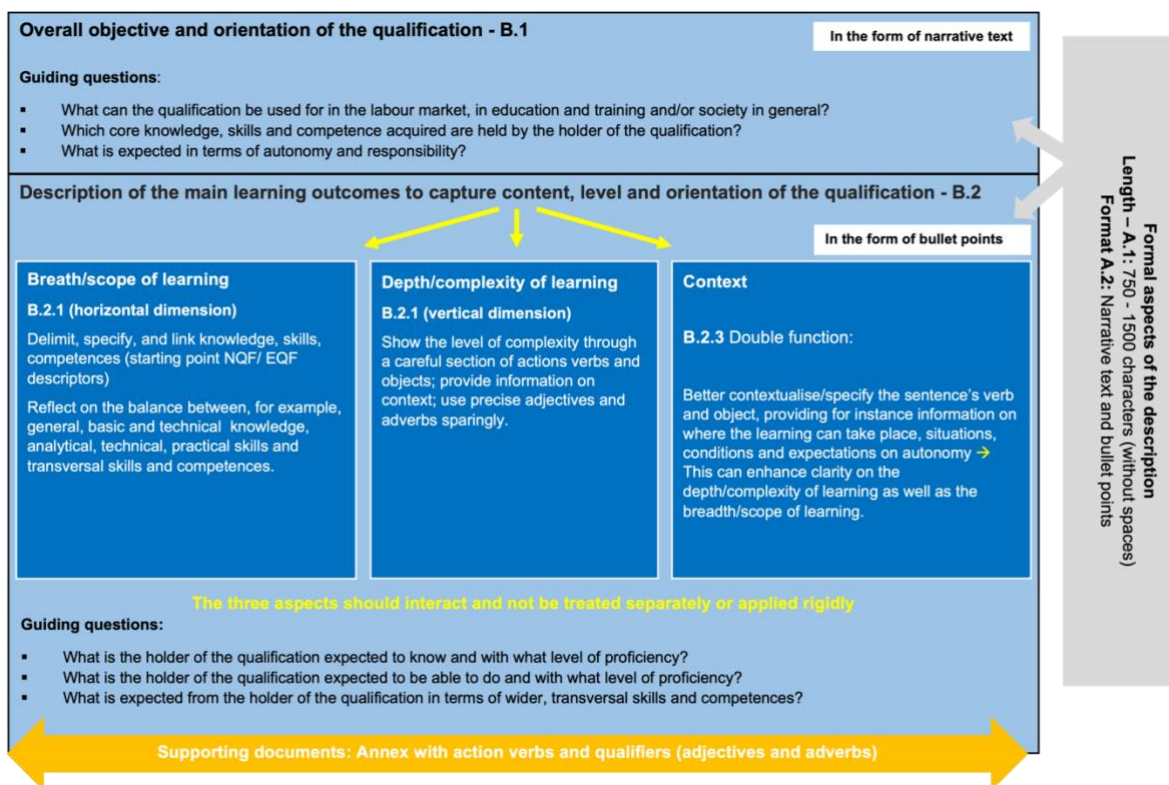 Overall objective and orientation of the qualification - B.1
In the form of narrative text
Guiding questions:
▪ What can the qualification be used for in the labour market, in education and training and/or society in general?
▪ Which core knowledge, skills and competence acquired are held by the holder of the qualification?
▪ What is expected in terms of autonomy and responsibility?
Description of the main learning outcomes to capture content, level and orientation of the qualification - B.2
In the form of bullet points
Breath/scope of learning
B.2.1 (horizontal dimension)
Delimit, specify, and link knowledge, skills,
competences (starting point NQF/ EQF
descriptors)
Reflect on the balance between, for example,
general, basic and technical knowledge,
analytical, technical, practical skills and
transversal skills and competences.
Depth/complexity of learning
B.2.1 (vertical dimension)
Show the level of complexity through
a careful section of actions verbs and
objects; provide information on
context; use precise adjectives and
adverbs sparingly.
Context
B.2.3 Double function:
Better contextualise/specify the sentence's verb
and object, providing for instance information on
where the learning can take place, situations,
conditions and expectations on autonomy →
This can enhance clarity on the
depth/complexity of learning as well as the
breadth/scope of learning.
The three aspects should interact and not be treated separately or applied rigidly
Guiding questions:
▪ What is the holder of the qualification expected to know and with what level of proficiency?
▪ What is the holder of the qualification expected to be able to do and with what level of proficiency?
▪ What is expected from the holder of the qualification in terms of wider, transversal skills and competences?
Supporting documents: Annex with action verbs and qualifiers (adjectives and adverbs)
Formal aspects of the description
Length – A.1: 750 - 1500 characters (without spaces)
Format A.2: Narrative text and bullet points